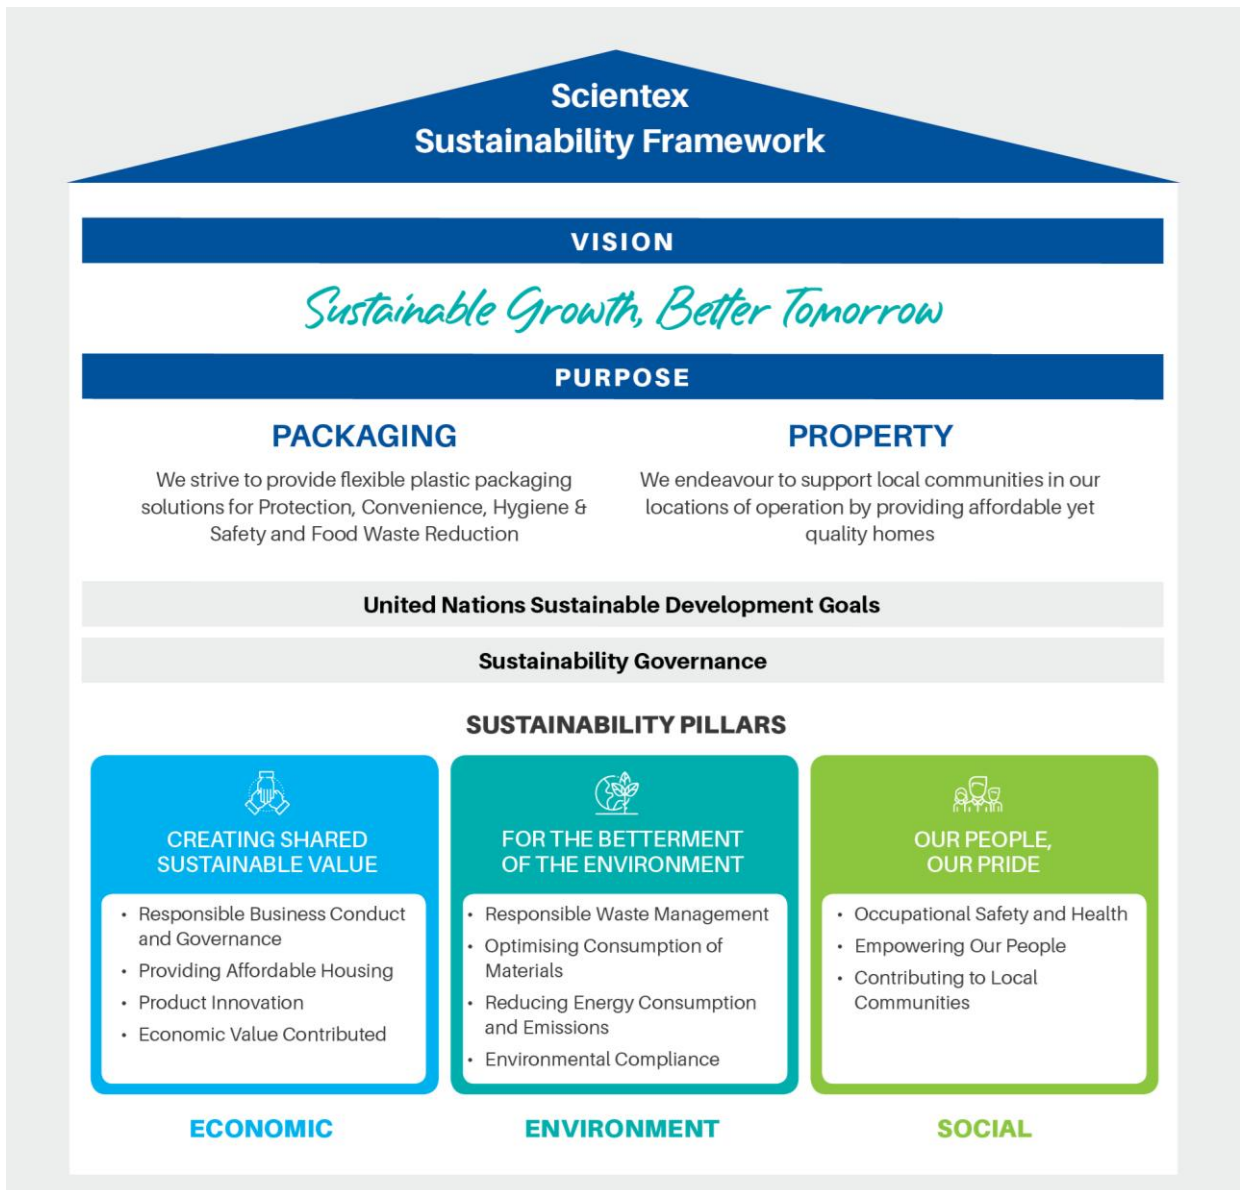 Scientex
Sustainability Framework
VISION
Sustainable Growth, Better Tomorrow
PURPOSE
PACKAGING
We strive to provide flexible plastic packaging
solutions for Protection, Convenience, Hygiene &
Safety and Food Waste Reduction
PROPERTY
We endeavour to support local communities in our
locations of operation by providing affordable yet
quality homes
United Nations Sustainable Development Goals
Sustainability Governance
SUSTAINABILITY PILLARS
CREATING SHARED
SUSTAINABLE VALUE
• Responsible Business Conduct
and Governance
• Providing Affordable Housing
• Product Innovation
• Economic Value Contributed
ECONOMIC
FOR THE BETTERMENT
OF THE ENVIRONMENT
• Responsible Waste Management
• Optimising Consumption of
Materials
• Reducing Energy Consumption
and Emissions
• Environmental Compliance
ENVIRONMENT
OUR PEOPLE,
OUR PRIDE
• Occupational Safety and Health
• Empowering Our People
• Contributing to Local
Communities
SOCIAL